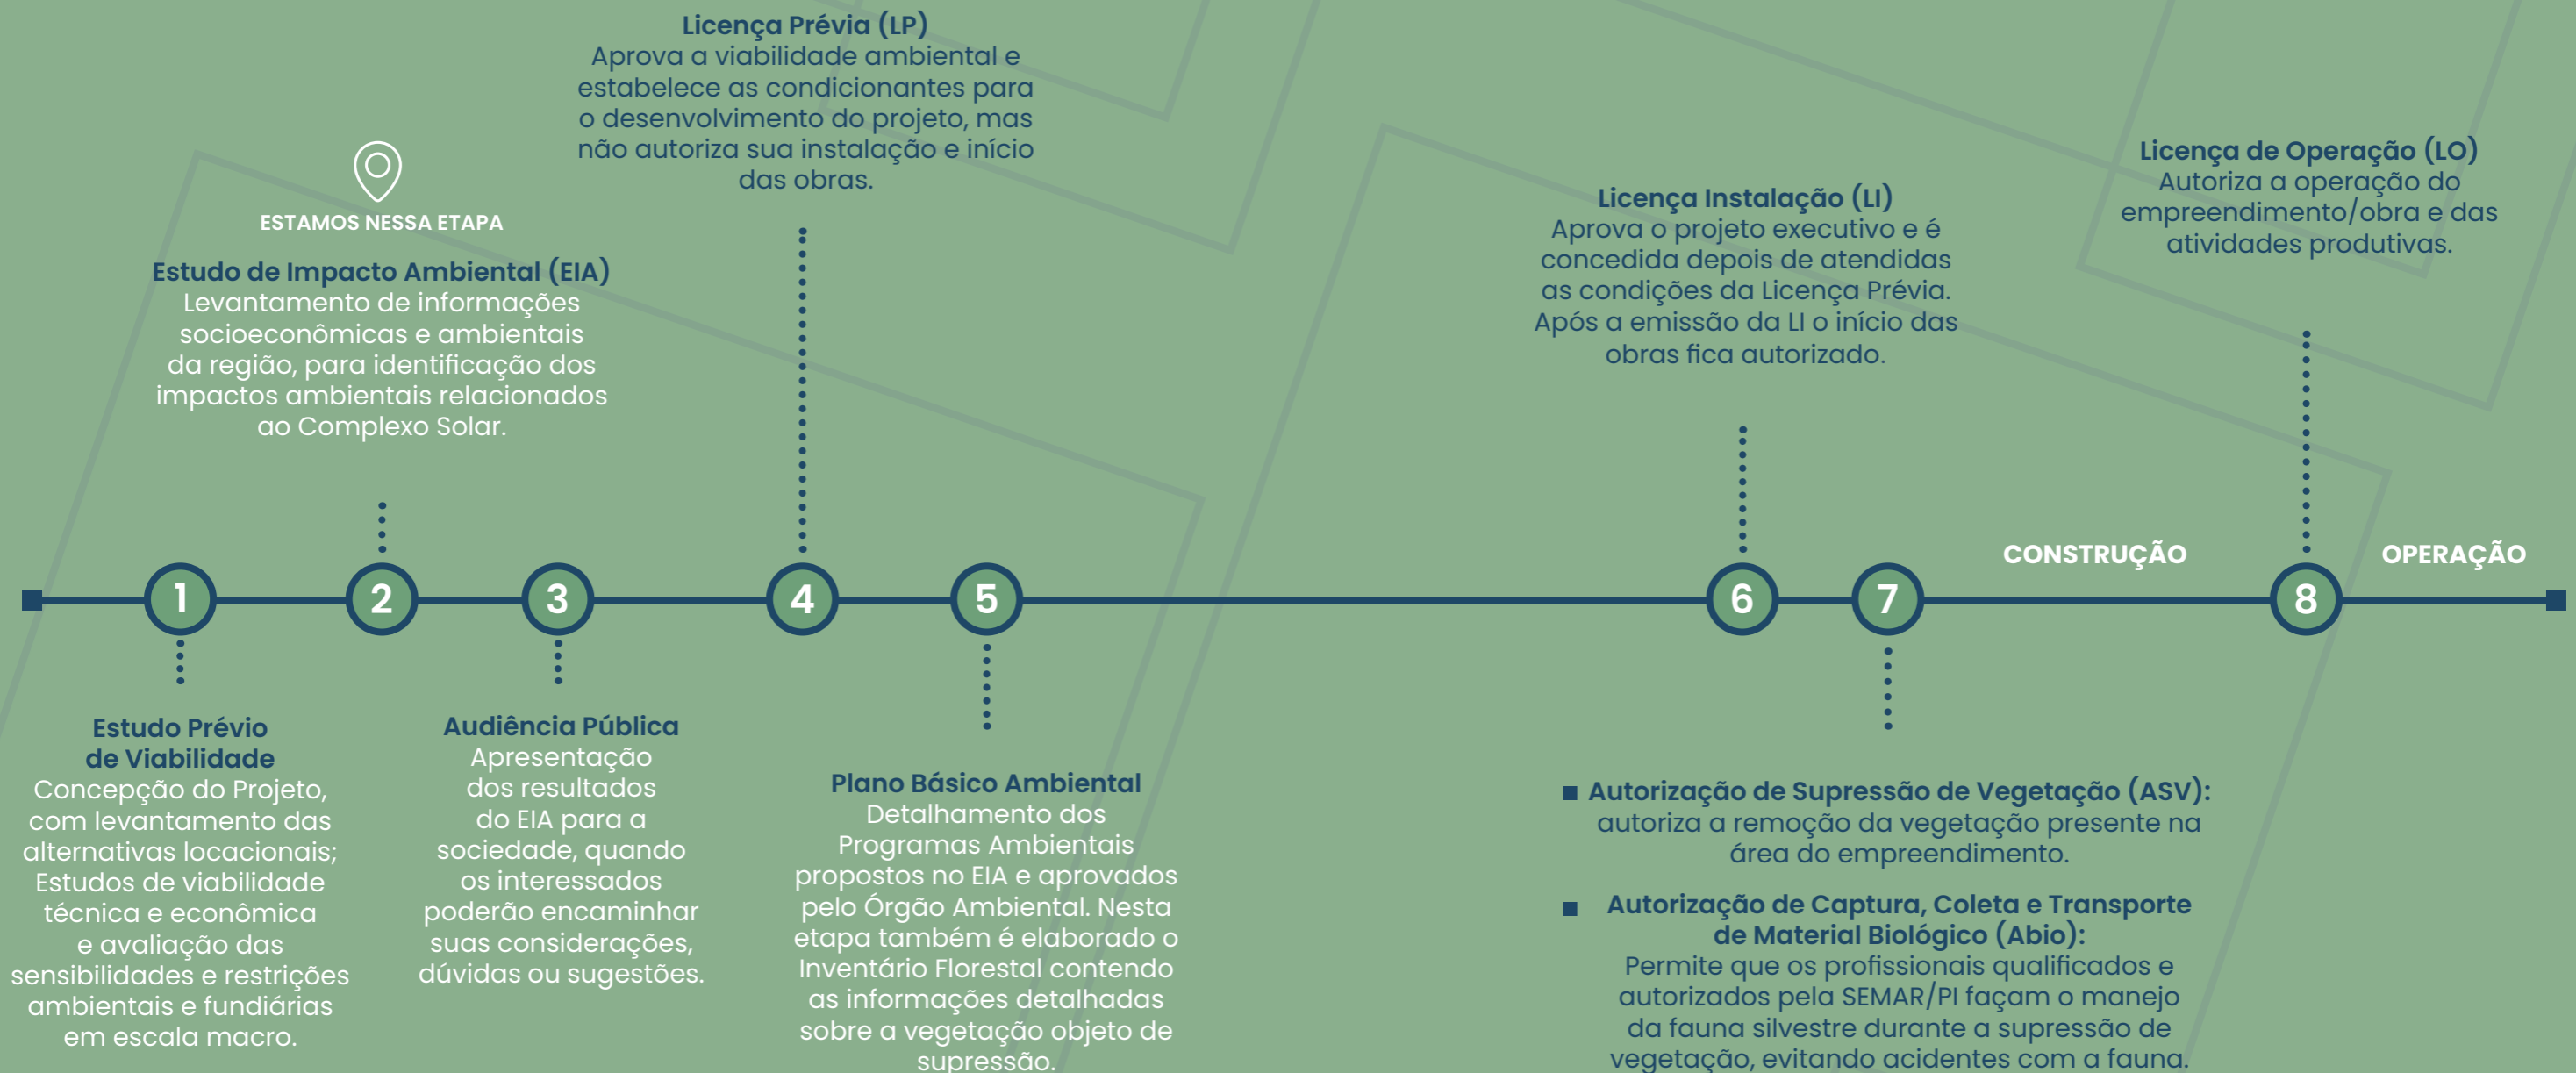 Licença Prévia (LP)
Aprova a viabilidade ambiental e
estabelece as condicionantes para
o desenvolvimento do projeto, mas
não autoriza sua instalação e início
das obras.
ESTAMOS NESSA ETAPA
Estudo de Impacto Ambiental (EIA)
Levantamento de informações
socioeconômicas e ambientais
da região, para identificação dos
impactos ambientais relacionados
ao Complexo Solar.
Licença Instalação (LI)
Aprova o projeto executivo e é
concedida depois de atendidas
as condições da Licença Prévia.
Após a emissão da LI o início das
obras fica autorizado.
Licença de Operação (LO)
Autoriza a operação do
empreendimento/obra e das
atividades produtivas.
CONSTRUÇÃO
OPERAÇÃO
1
2
3
4
5
6
7
8
Estudo Prévio
de Viabilidade
Concepção do Projeto,
com levantamento das
alternativas locacionais;
Estudos de viabilidade
técnica e econômica
e avaliação das
sensibilidades e restrições
ambientais e fundiárias
em escala macro.
Audiência Pública
Apresentação
dos resultados
do EIA para a
sociedade, quando
os interessados
poderão encaminhar
suas considerações,
dúvidas ou sugestões.
Plano Básico Ambiental
Detalhamento dos
Programas Ambientais
propostos no EIA e aprovados
pelo Órgão Ambiental. Nesta
etapa também é elaborado o
Inventário Florestal contendo
as informações detalhadas
sobre a vegetação objeto de
supressão.
Autorização de Supressão de Vegetação (ASV):
autoriza a remoção da vegetação presente na
área do empreendimento.
Autorização de Captura, Coleta e Transporte
de Material Biológico (Abio):
Permite que os profissionais qualificados e
autorizados pela SEMAR/PI façam o manejo
da fauna silvestre durante a supressão de
vegetação, evitando acidentes com a fauna.